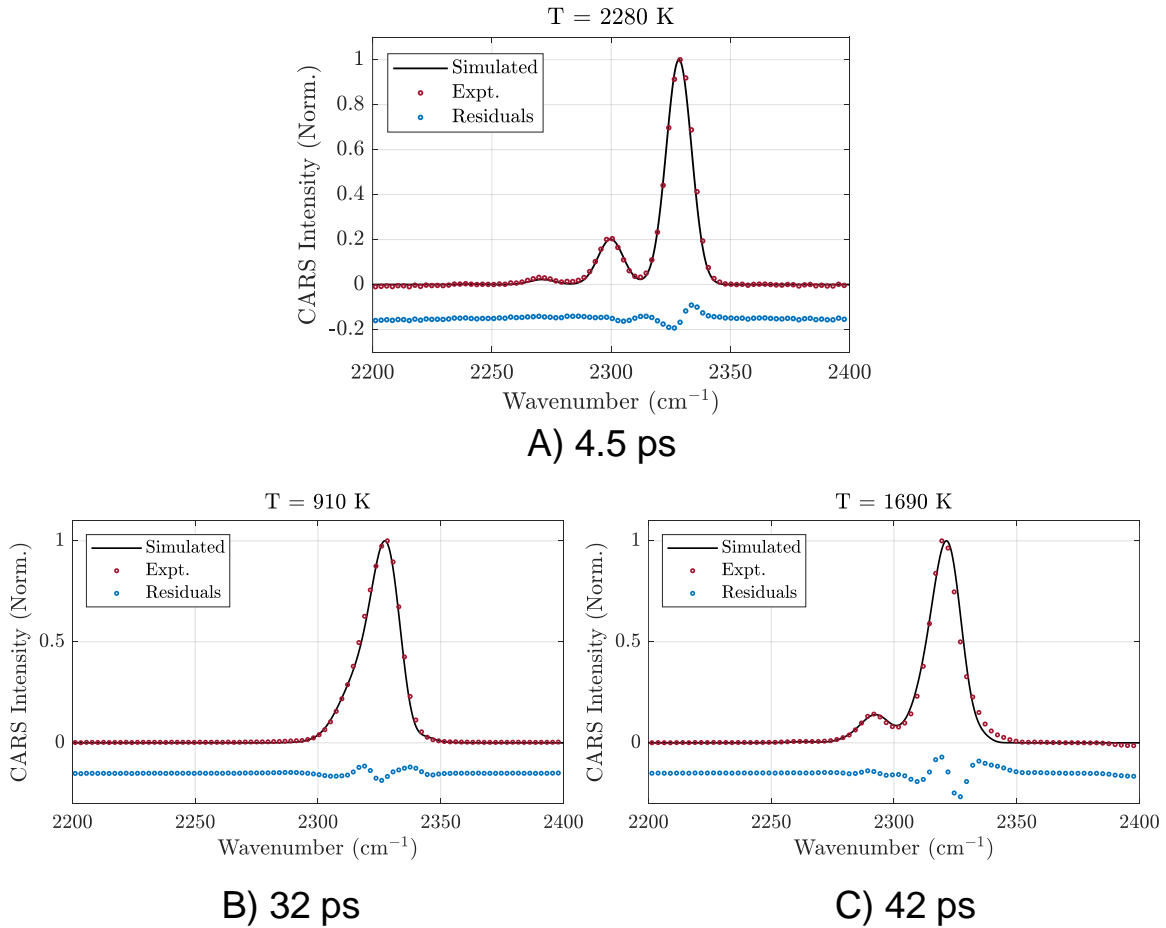 T = 2280 K
Simulated
Expt.
Residuals
CARS Intensity (Norm.)
1
0.8
0.6
0.4
0.2
0
-0.2
2200 2250 2300 2350 2400
Wavenumber (cm⁻¹)
A) 4.5 ps
T = 910 K
Simulated
Expt.
Residuals
CARS Intensity (Norm.)
1
0.5
0
2200 2250 2300 2350 2400
Wavenumber (cm⁻¹)
B) 32 ps
T = 1690 K
Simulated
Expt.
Residuals
CARS Intensity (Norm.)
1
0.5
0
2200 2250 2300 2350 2400
Wavenumber (cm⁻¹)
C) 42 ps